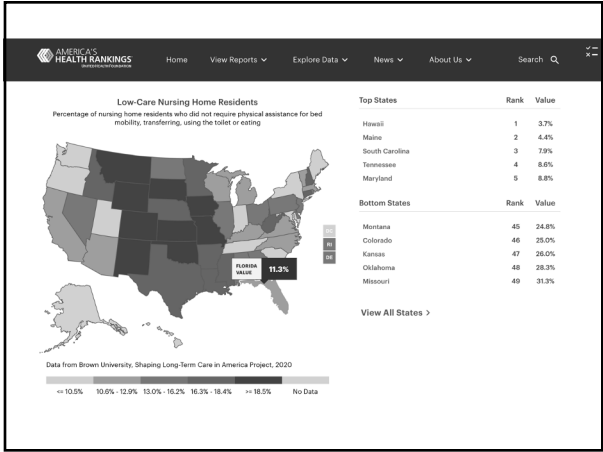 AMERICA'S
HEALTH RANKINGS
UNITED HEALTH FOUNDATION
Home View Reports Explore Data News About Us Search
Low-Care Nursing Home Residents
Percentage of nursing home residents who did not require physical assistance for bed
mobility, transferring, using the toilet or eating
DC
RI
DE
FLORIDA
VALUE
11.3%
Data from Brown University, Shaping Long-Term Care in America Project, 2020
<= 10.5% 10.6% - 12.9% 13.0% - 16.2% 16.3% - 18.4% >= 18.5% No Data
Top States Rank Value
Hawaii 1 3.7%
Maine 2 4.4%
South Carolina 3 7.9%
Tennessee 4 8.6%
Maryland 5 8.8%
Bottom States Rank Value
Montana 45 24.8%
Colorado 46 25.0%
Kansas 47 26.0%
Oklahoma 48 28.3%
Missouri 49 31.3%
View All States >